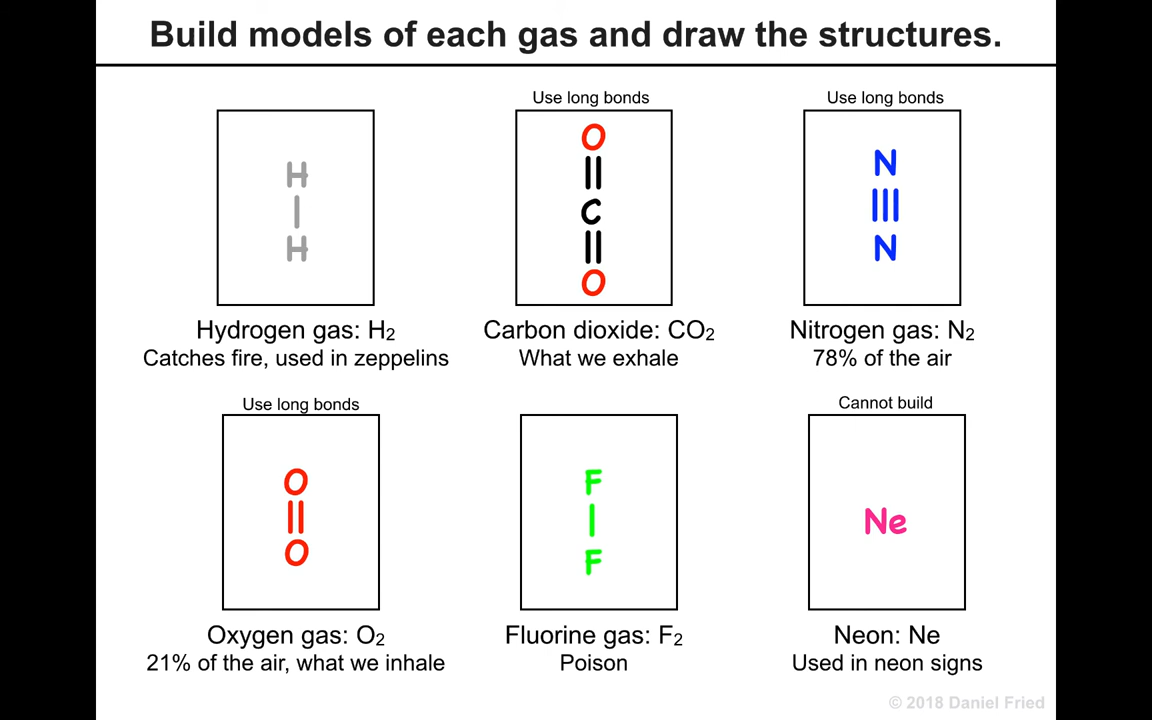 Build models of each gas and draw the structures.
Use long bonds
Use long bonds
H
H
O
C
O
N
N
Hydrogen gas: H₂
Carbon dioxide: CO₂
Nitrogen gas: N₂
Catches fire, used in zeppelins
What we exhale
78% of the air
Use long bonds
Cannot build
O
O
F
F
Ne
Oxygen gas: O₂
Fluorine gas: F₂
Neon: Ne
21% of the air, what we inhale
Poison
Used in neon signs
© 2018 Daniel Fried